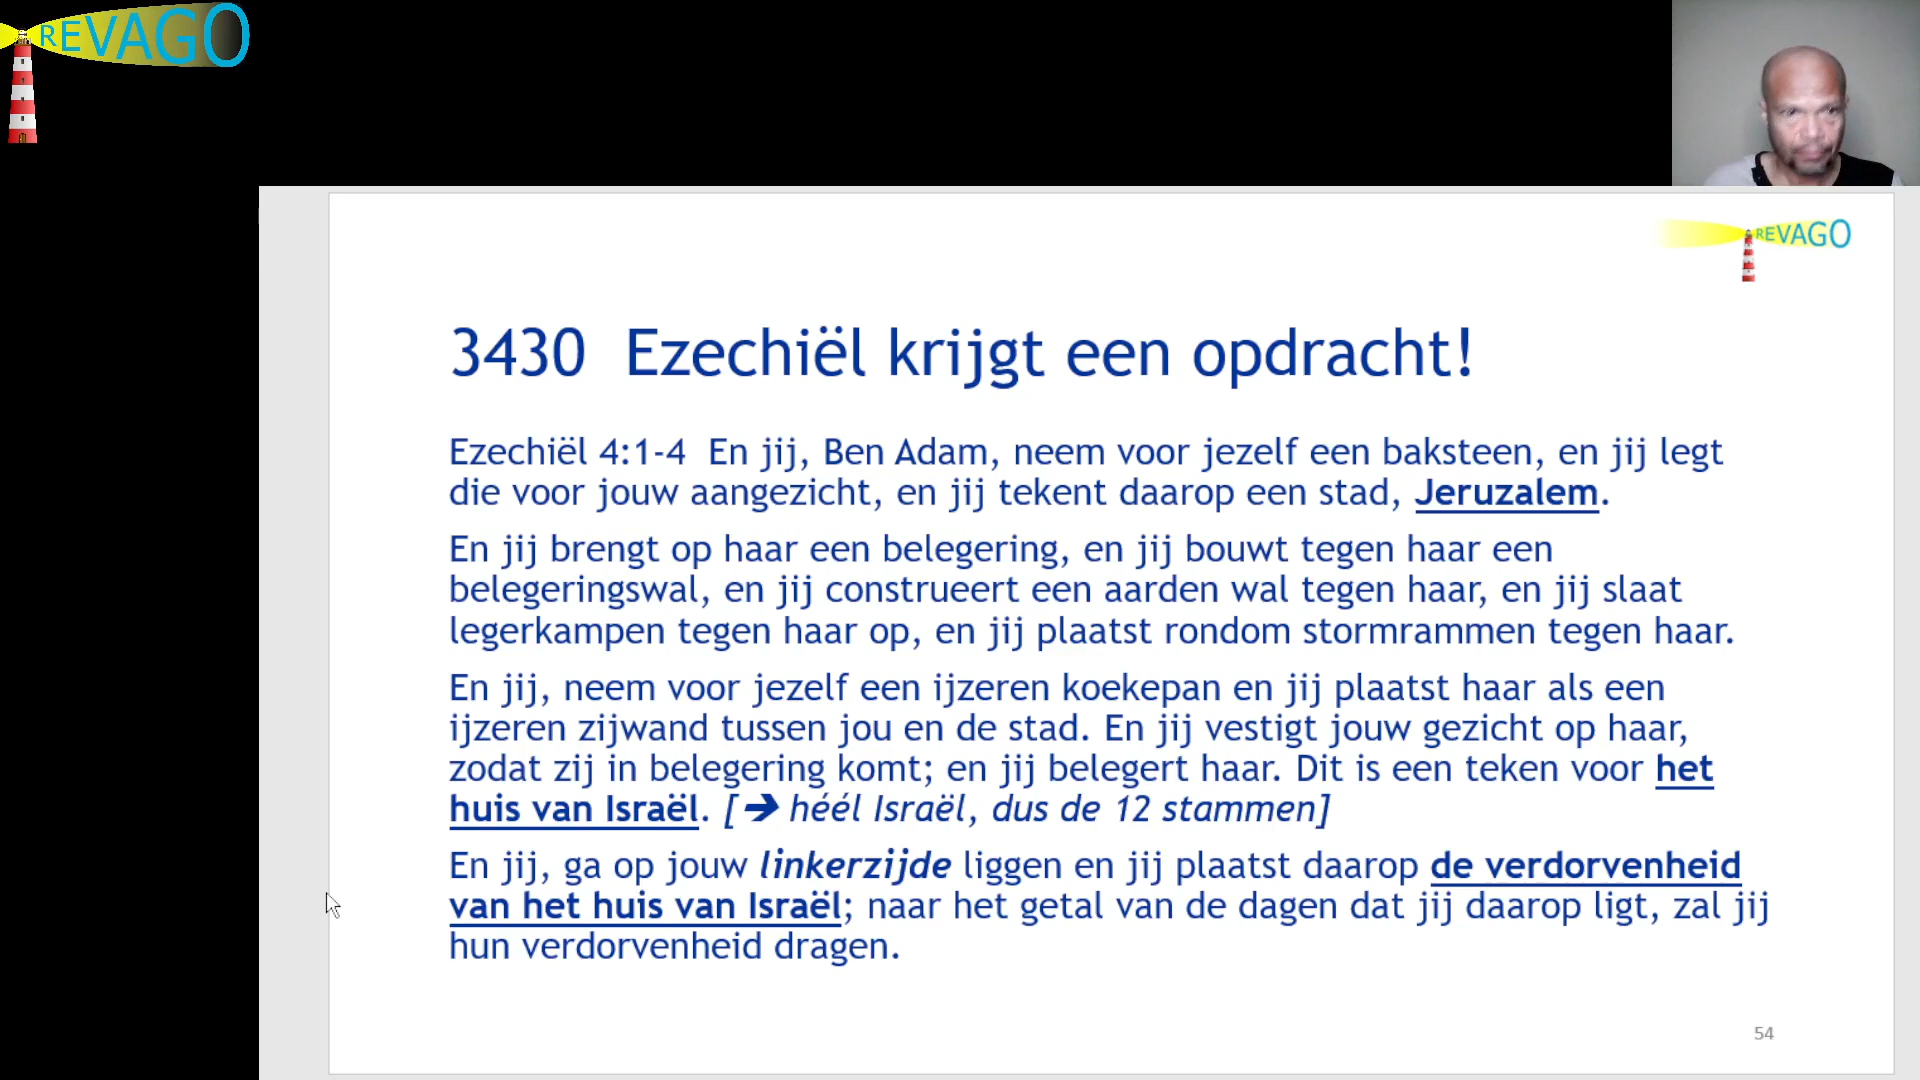 REVAGO
REVAGO
3430 Ezechiël krijgt een opdracht!
Ezechiël 4:1-4 En jij, Ben Adam, neem voor jezelf een baksteen, en jij legt
die voor jouw aangezicht, en jij tekent daarop een stad, Jeruzalem.
En jij brengt op haar een belegering, en jij bouwt tegen haar een
belegeringswal, en jij construeert een aarden wal tegen haar, en jij slaat
legerkampen tegen haar op, en jij plaatst rondom stormrammen tegen haar.
En jij, neem voor jezelf een ijzeren koekepan en jij plaatst haar als een
ijzeren zijwand tussen jou en de stad. En jij vestigt jouw gezicht op haar,
zodat zij in belegering komt; en jij belegert haar. Dit is een teken voor het
huis van Israël. [➔ héél Israël, dus de 12 stammen]
En jij, ga op jouw linkerzijde liggen en jij plaatst daarop de verdorvenheid
van het huis van Israël; naar het getal van de dagen dat jij daarop ligt, zal jij
hun verdorvenheid dragen.
54